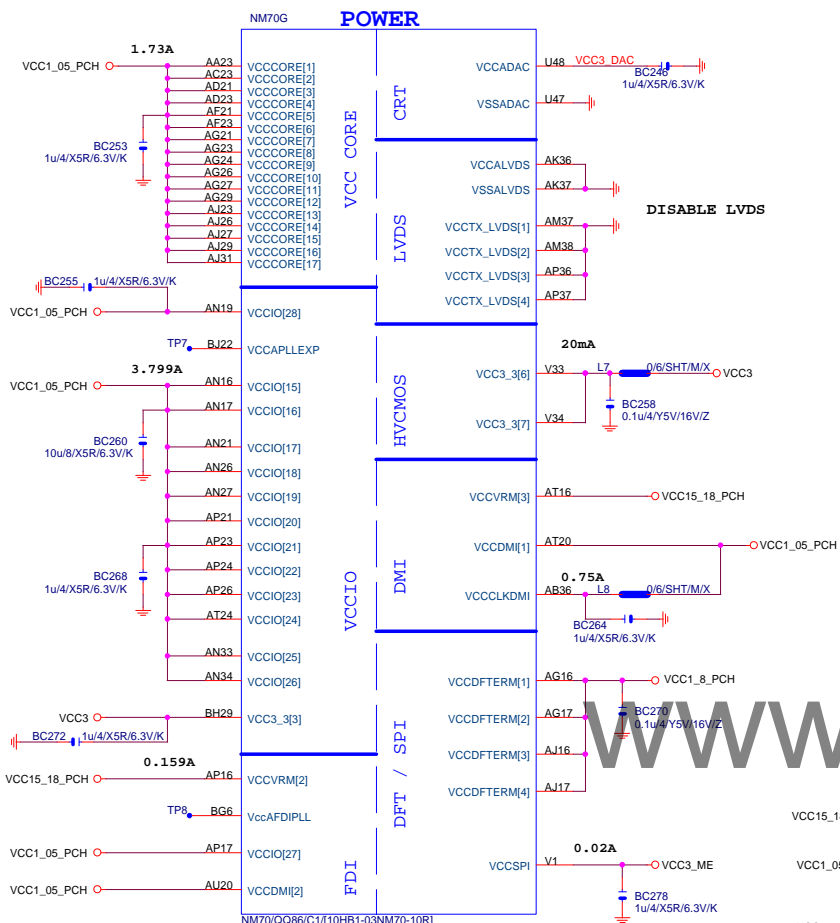 NM70G
POWER
1.73A
VCC1_05_PCH
AA23 VCCCORE[1]
AC23 VCCCORE[2]
AD21 VCCCORE[3]
AD23 VCCCORE[4]
AF21 VCCCORE[5]
AF23 VCCCORE[6]
AG21 VCCCORE[7]
AG23 VCCCORE[8]
AG24 VCCCORE[9]
AG26 VCCCORE[10]
AG27 VCCCORE[11]
AG29 VCCCORE[12]
AJ23 VCCCORE[13]
AJ26 VCCCORE[14]
AJ27 VCCCORE[15]
AJ29 VCCCORE[16]
AJ31 VCCCORE[17]
BC253
1u/4/X5R/6.3V/K
VCC CORE
BC255 1u/4/X5R/6.3V/K
VCC1_05_PCH AN19 VCCIO[28]
TP7 BJ22 VCCAPLLEXP
3.799A
VCC1_05_PCH AN16 VCCIO[15]
AN17 VCCIO[16]
BC260
10u/8/X5R/6.3V/K
AN21 VCCIO[17]
AN26 VCCIO[18]
AN27 VCCIO[19]
AP21 VCCIO[20]
AP23 VCCIO[21]
BC268
1u/4/X5R/6.3V/K
AP24 VCCIO[22]
AP26 VCCIO[23]
AT24 VCCIO[24]
AN33 VCCIO[25]
AN34 VCCIO[26]
VCCIO
VCC3 BH29 VCC3_3[3]
BC272 1u/4/X5R/6.3V/K
0.159A
VCC15_18_PCH AP16 VCCVRM[2]
TP8 BG6 VccAFDIPLL
VCC1_05_PCH AP17 VCCIO[27]
VCC1_05_PCH AU20 VCCDMI[2]
FDI
CRT
VCCADAC U48 VCC3_DAC
BC246
1u/4/X5R/6.3V/K
VSSADAC U47
LVDS
VCCALVDS AK36
VSSALVDS AK37
DISABLE LVDS
VCCTX_LVDS[1] AM37
VCCTX_LVDS[2] AM38
VCCTX_LVDS[3] AP36
VCCTX_LVDS[4] AP37
HVCMOS
20mA
VCC3_3[6] V33 L7 0/6/SHT/M/X VCC3
BC258
0.1u/4/Y5V/16V/Z
VCC3_3[7] V34
DMI
VCCVRM[3] AT16 VCC15_18_PCH
VCCDMI[1] AT20 VCC1_05_PCH
0.75A
VCCCLKDMI AB36 L8 0/6/SHT/M/X
BC264
1u/4/X5R/6.3V/K
DFT / SPI
VCCDFTERM[1] AG16 VCC1_8_PCH
VCCDFTERM[2] AG17
BC270
0.1u/4/Y5V/16V/Z
VCCDFTERM[3] AJ16
VCCDFTERM[4] AJ17
www
VCC15_1
0.02A
VCCSPI V1 VCC3_ME
VCC1_05
BC278
1u/4/X5R/6.3V/K
NM70/QQ86/C1/[10HB1-03NM70-10R]